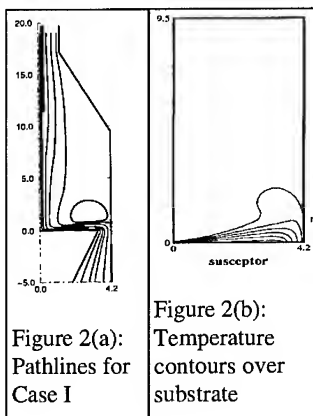 20.0
15.0
10.0
5.0
0.0
-5.0
0.0 4.2
Figure 2(a):
Pathlines for
Case I
9.5
0
0 4.2
r
susceptor
Figure 2(b):
Temperature
contours over
substrate